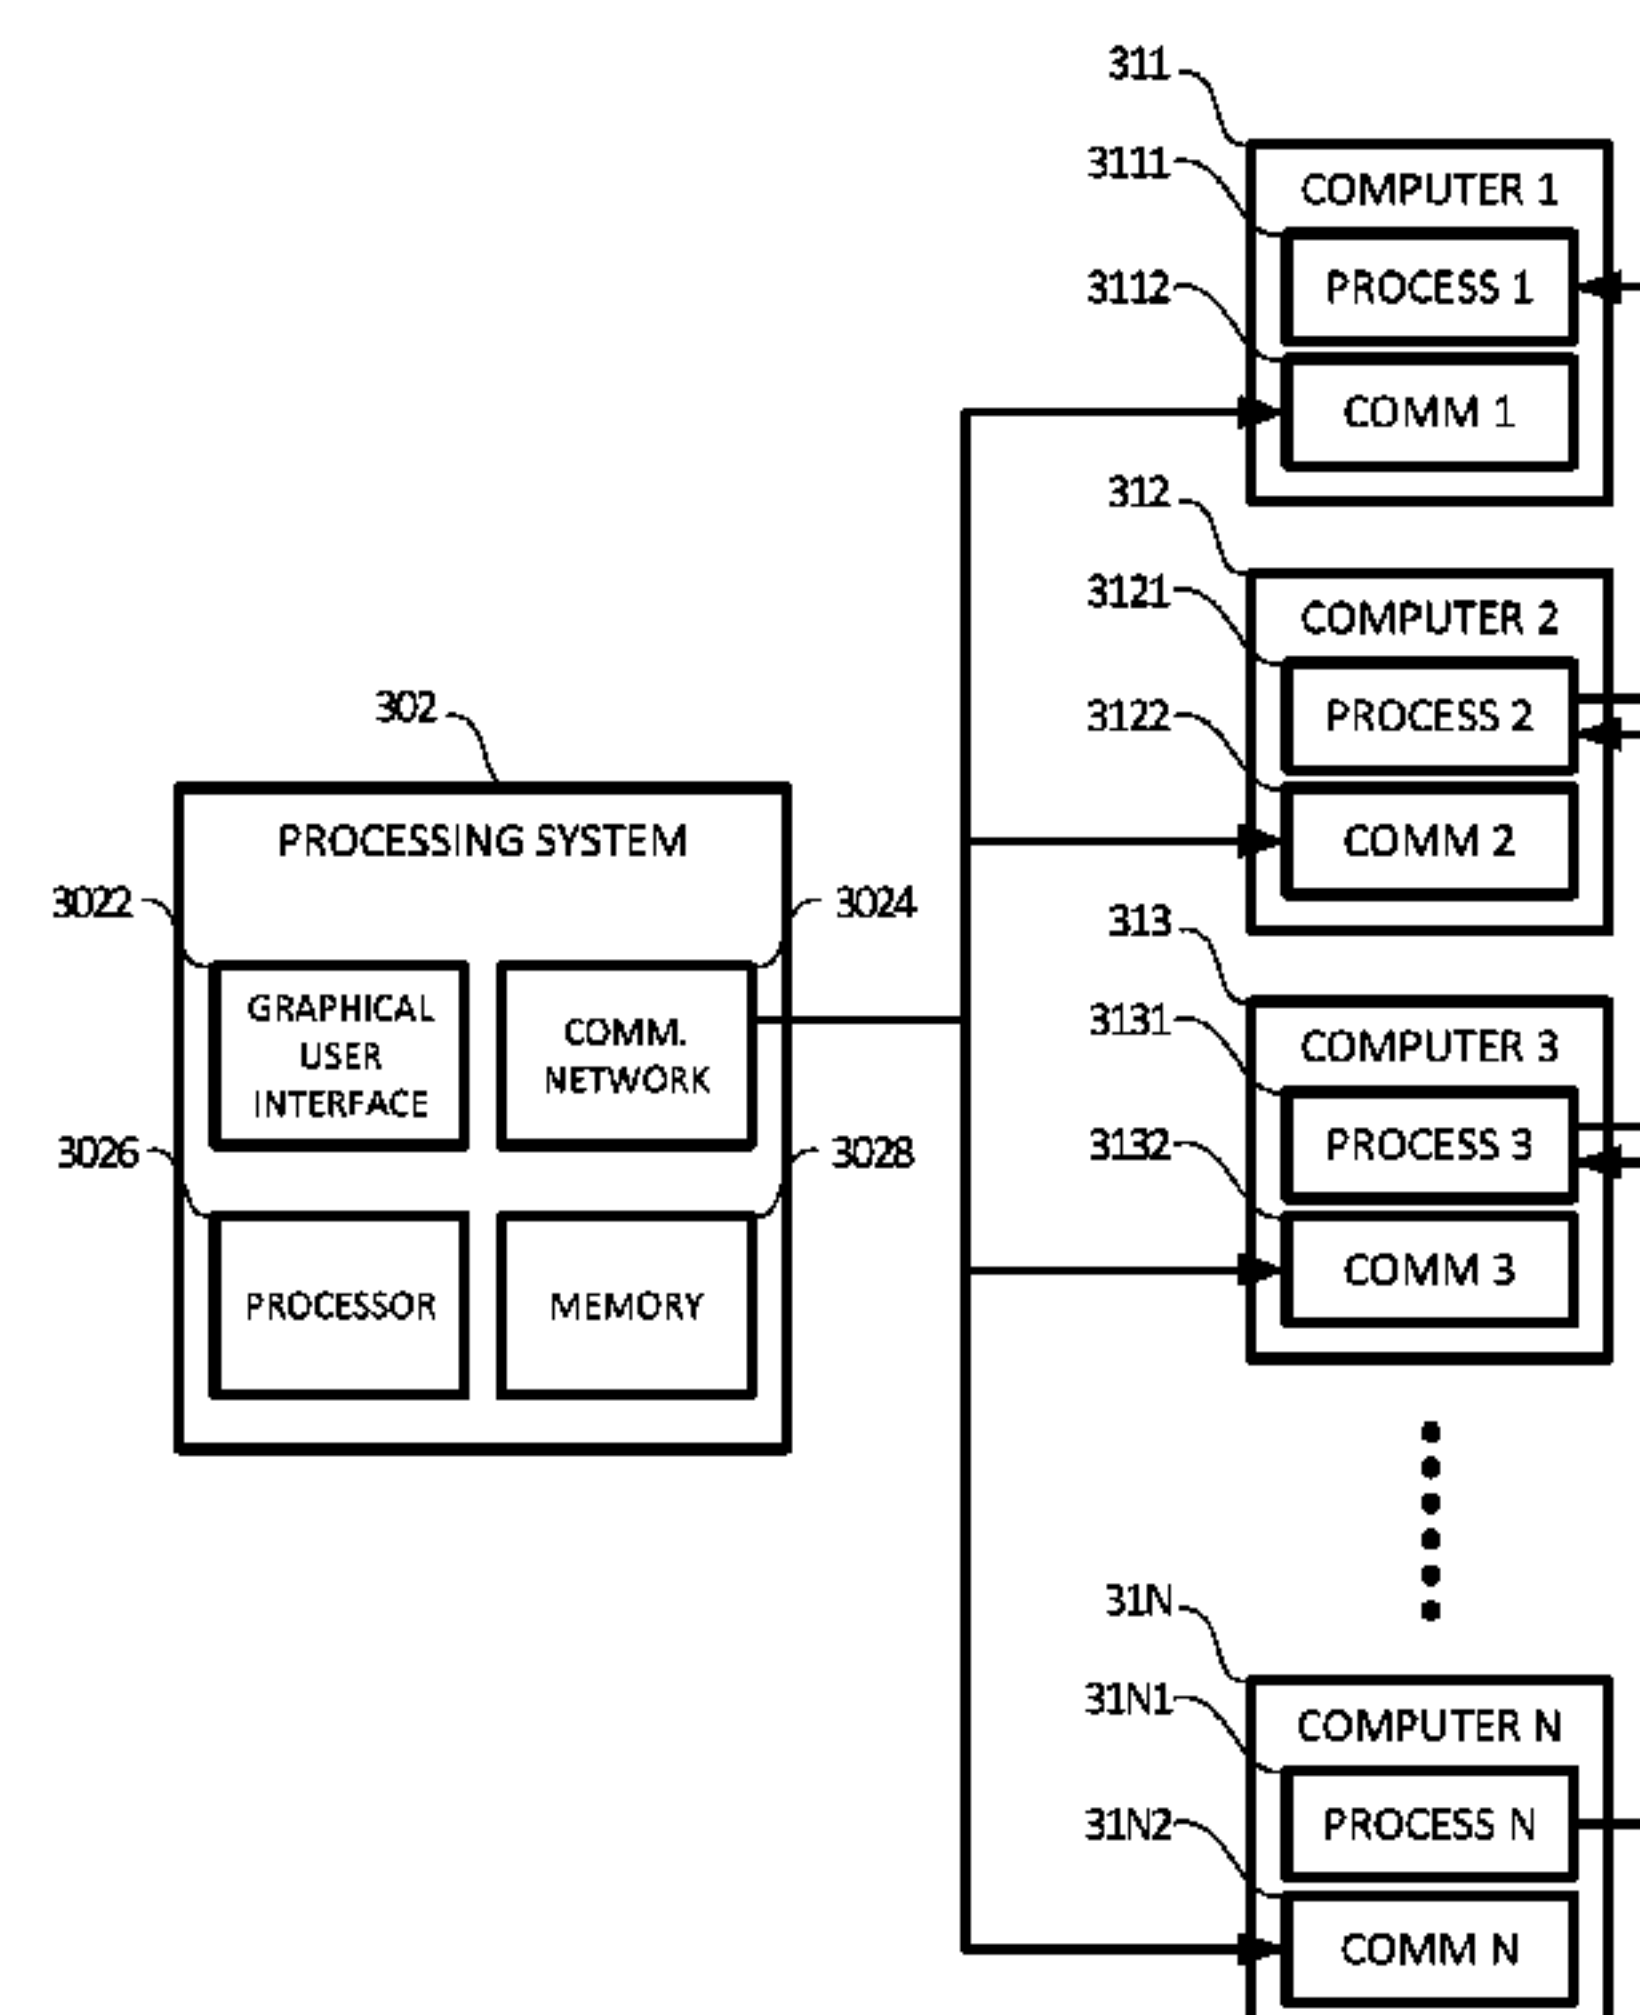 311
3111
COMPUTER 1
PROCESS 1
3112
COMM 1
312
3121
COMPUTER 2
PROCESS 2
3122
COMM 2
302
PROCESSING SYSTEM
3022
3024
GRAPHICAL
USER
INTERFACE
COMM.
NETWORK
3026
3028
PROCESSOR
MEMORY
313
3131
COMPUTER 3
PROCESS 3
3132
COMM 3
31N
31N1
COMPUTER N
PROCESS N
31N2
COMM N